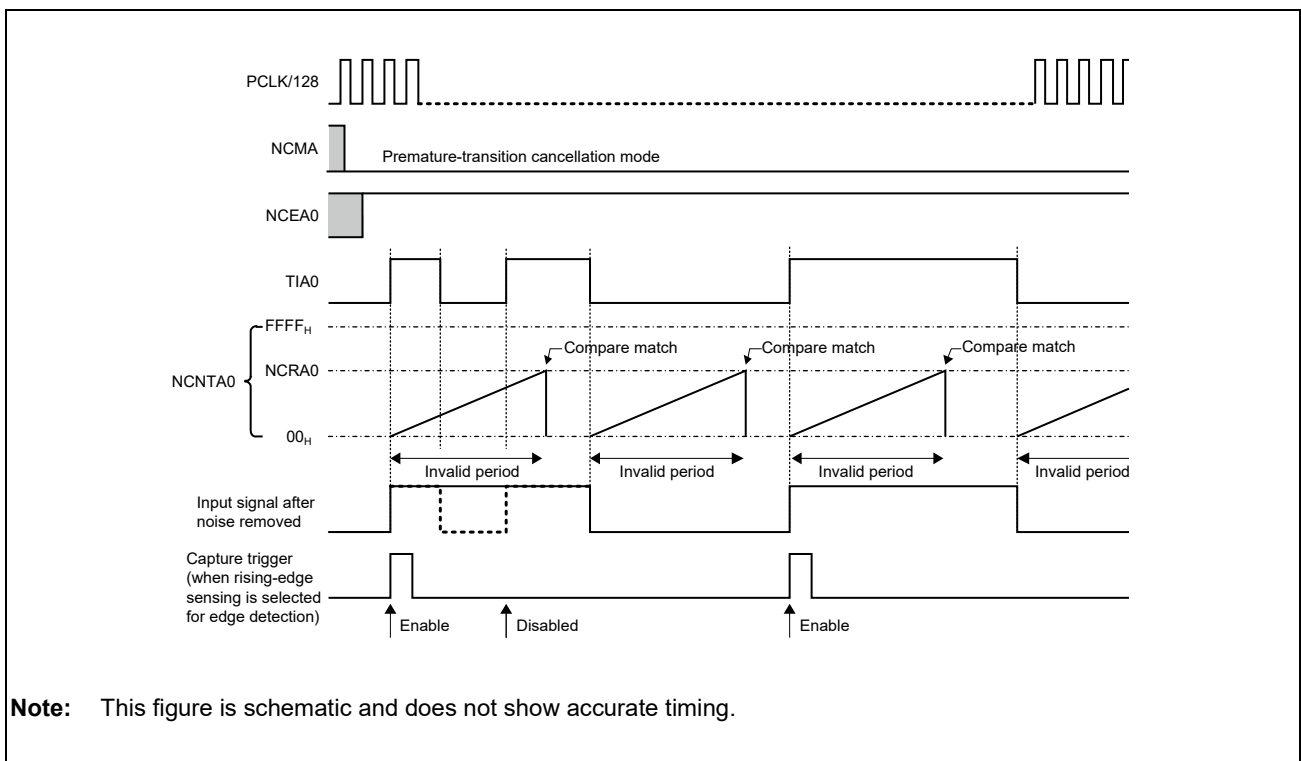 PCLK/128
NCMA
Premature-transition cancellation mode
NCEA0
TIA0
FFFFH
Compare match
Compare match
Compare match
NCNTA0
NCRA0
00H
Invalid period
Invalid period
Invalid period
Invalid period
Input signal after
noise removed
Capture trigger
(when rising-edge
sensing is selected
for edge detection)
Enable
Disabled
Enable
Note: This figure is schematic and does not show accurate timing.